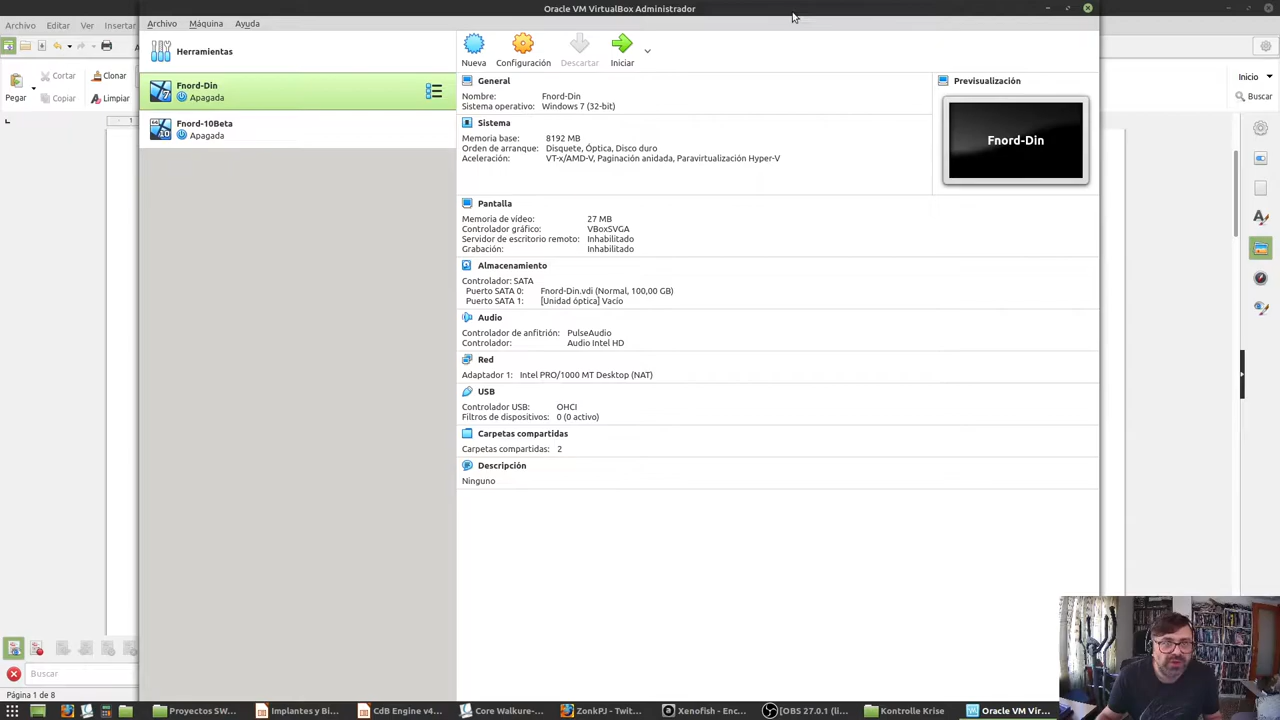 Oracle VM VirtualBox Administrador
Archivo Editar Ver Insertar
Archivo Máquina Ayuda
Pegar
Cortar
Copiar
Clonar
Limpiar
Herramientas
Fnord-Din
Apagada
Fnord-10Beta
Apagada
Nueva Configuración Descartar Iniciar
General
Nombre: Fnord-Din
Sistema operativo: Windows 7 (32-bit)
Sistema
Memoria base: 8192 MB
Orden de arranque: Disquete, Óptica, Disco duro
Aceleración: VT-x/AMD-V, Paginación anidada, Paravirtualización Hyper-V
Previsualización
Fnord-Din
Pantalla
Memoria de vídeo: 27 MB
Controlador gráfico: VBoxSVGA
Servidor de escritorio remoto: Inhabilitado
Grabación: Inhabilitado
Almacenamiento
Controlador: SATA
Puerto SATA 0: Fnord-Din.vdi (Normal, 100,00 GB)
Puerto SATA 1: [Unidad óptica] Vacío
Audio
Controlador de anfitrión: PulseAudio
Controlador: Audio Intel HD
Red
Adaptador 1: Intel PRO/1000 MT Desktop (NAT)
USB
Controlador USB: OHCI
Filtros de dispositivos: 0 (0 activo)
Carpetas compartidas
Carpetas compartidas: 2
Descripción
Ninguno
Inicio
Buscar
Buscar
Página 1 de 8
Proyectos SW... Implantes y Bi... CdB Engine v4... Core Walkure-... ZonkPJ - Twit... Xenofish - Enc... [OBS 27.0.1 (li... Kontrolle Krise Oracle VM Vir...